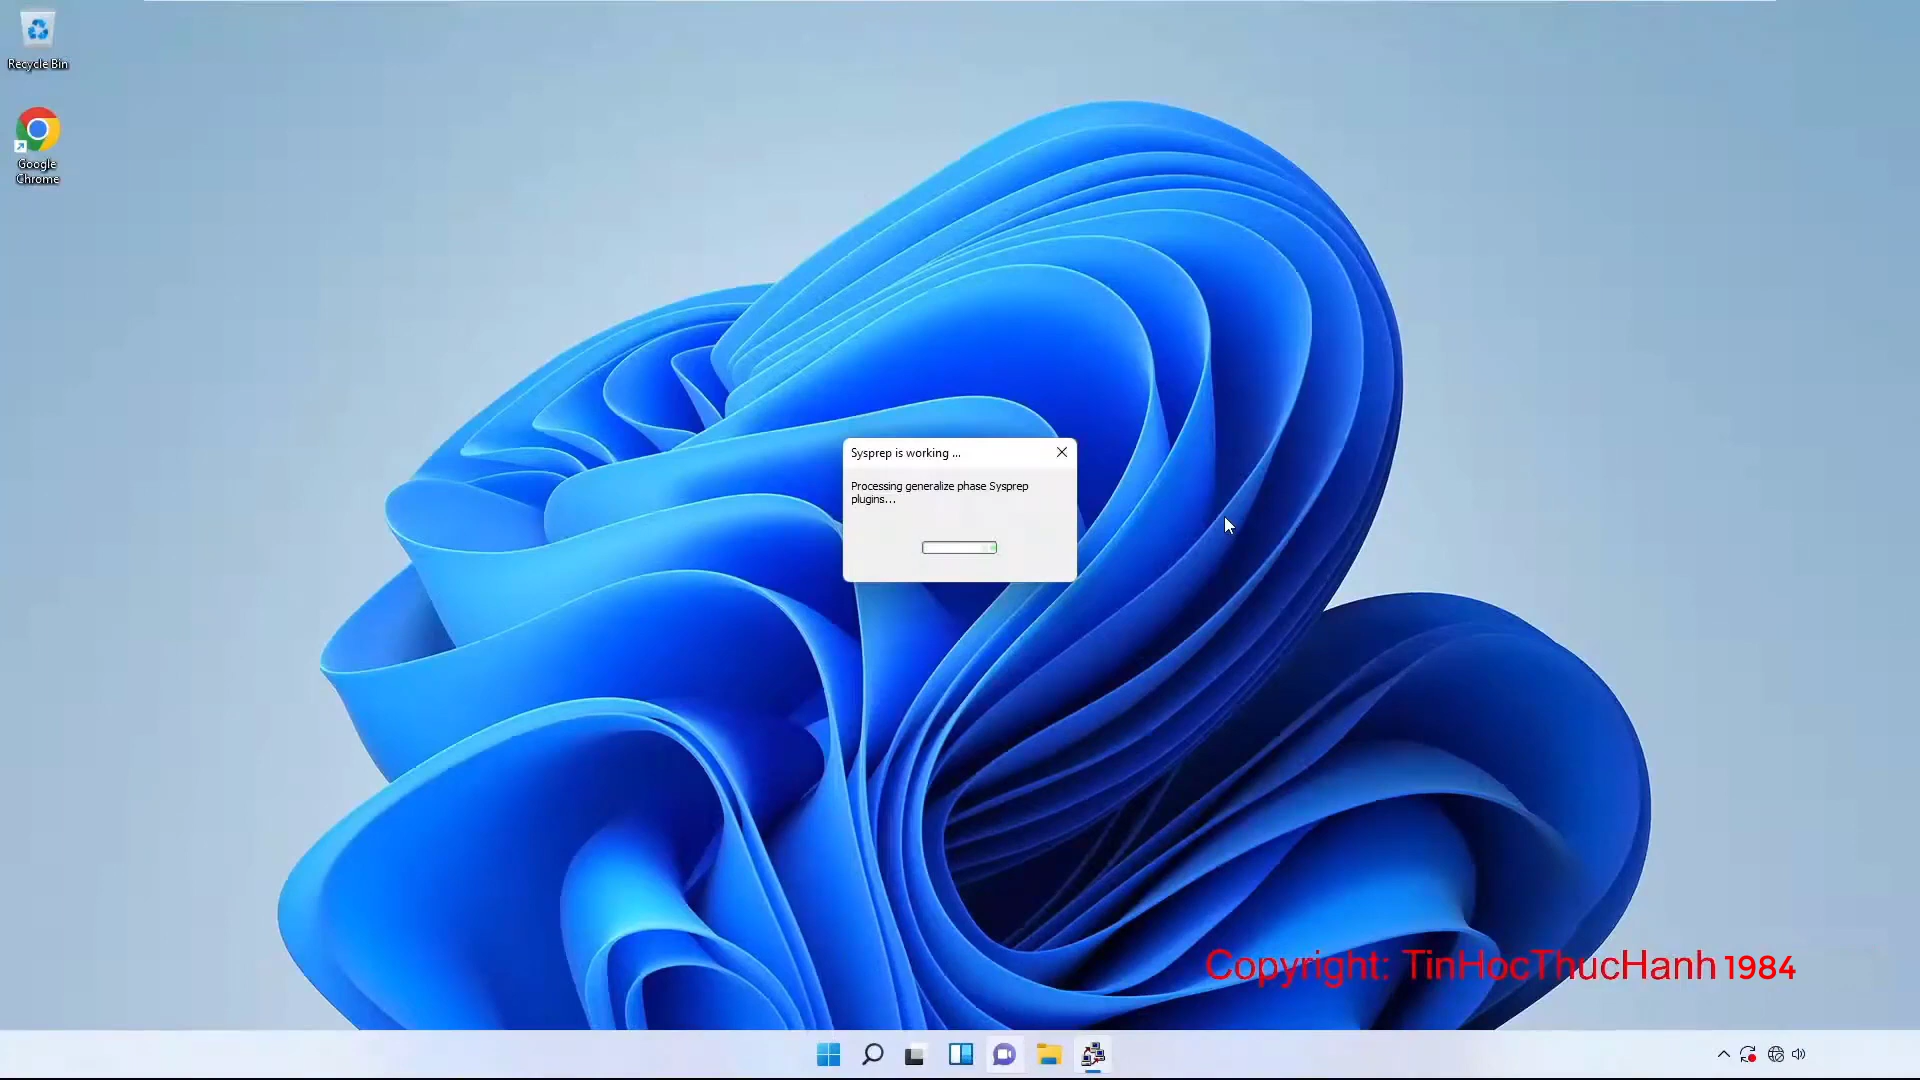 Recycle Bin
Google
Chrome
Sysprep is working ...
Processing generalize phase Sysprep
plugins...
Copyright: TinHocThucHanh 1984